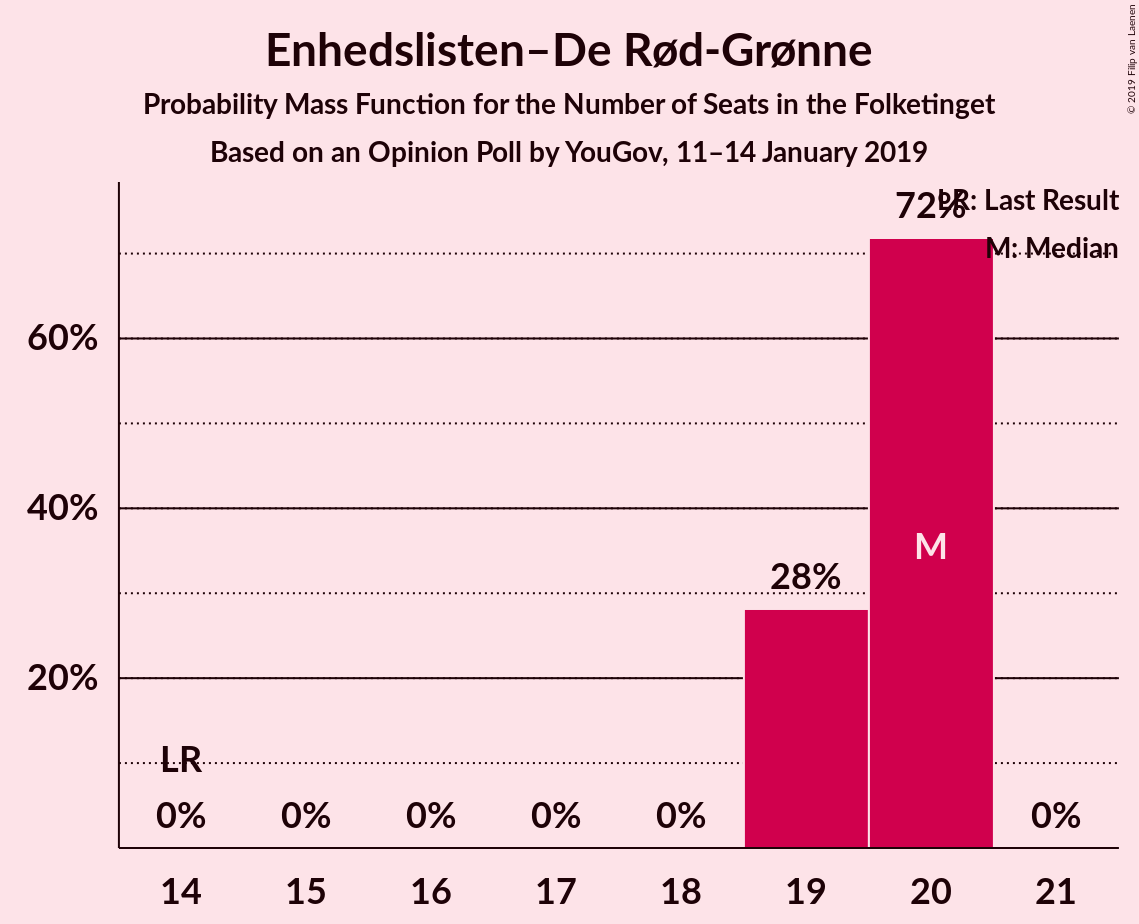 Enhedslisten–De Rød-Grønne
Probability Mass Function for the Number of Seats in the Folketinget
Based on an Opinion Poll by YouGov, 11–14 January 2019
© 2019 Filip van Laenen
LR: Last Result
M: Median
72%
60%
40%
20%
28%
M
LR
0%
0%
0%
0%
0%
0%
14
15
16
17
18
19
20
21